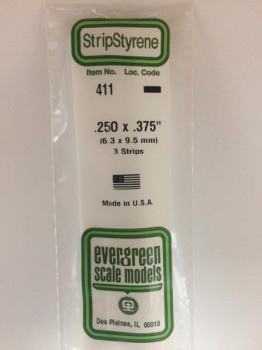 StripStyrene
Item No. Loc. Code
411
.250 x .375"
(6.3 x 9.5 mm)
3 Strips
Made in U.S.A.
evergreen
scale models
Des Plaines, IL 60018